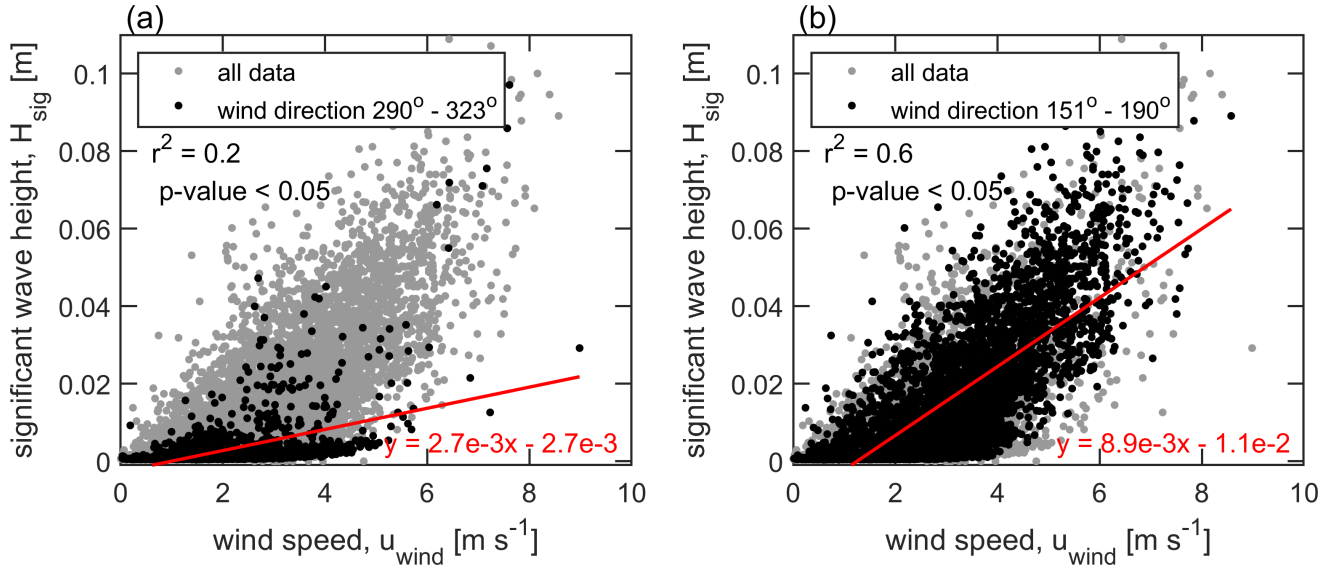 (a)
significant wave height, H_sig [m]
0.1
0.08
0.06
0.04
0.02
0
all data
wind direction 290° - 323°
r² = 0.2
p-value < 0.05
y = 2.7e-3x - 2.7e-3
0 2 4 6 8 10
wind speed, u_wind [m s⁻¹]
(b)
significant wave height, H_sig [m]
0.1
0.08
0.06
0.04
0.02
0
all data
wind direction 151° - 190°
r² = 0.6
p-value < 0.05
y = 8.9e-3x - 1.1e-2
0 2 4 6 8 10
wind speed, u_wind [m s⁻¹]